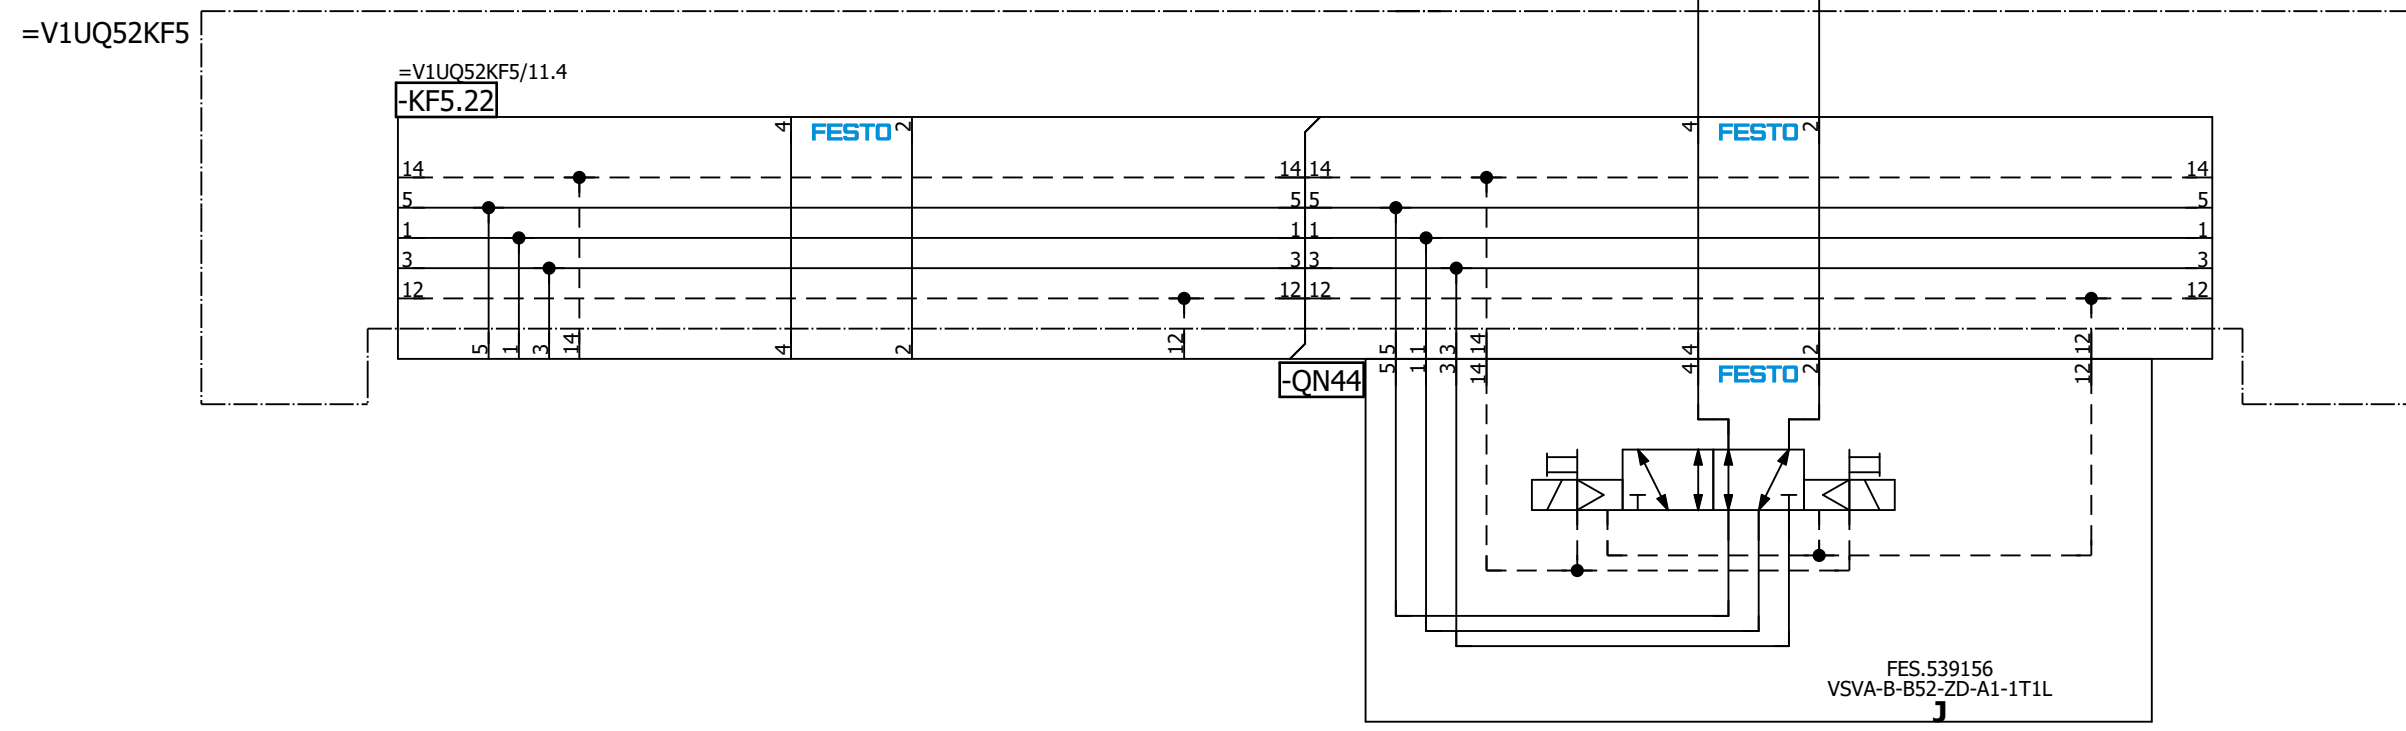 =V1UQ52KF5
=V1UQ52KF5/11.4
-KF5.22
4 FESTO 2 4 FESTO 2
14 14 14 14
5 5 5 5
1 1 1 1
3 3 3 3
12 12 12 12
5 1 3 14 4 2 12 5 1 3 14 4 2 12
-QN44 5 1 3 14 4 FESTO 2 12
FES.539156
VSVA-B-B52-ZD-A1-1T1L
J